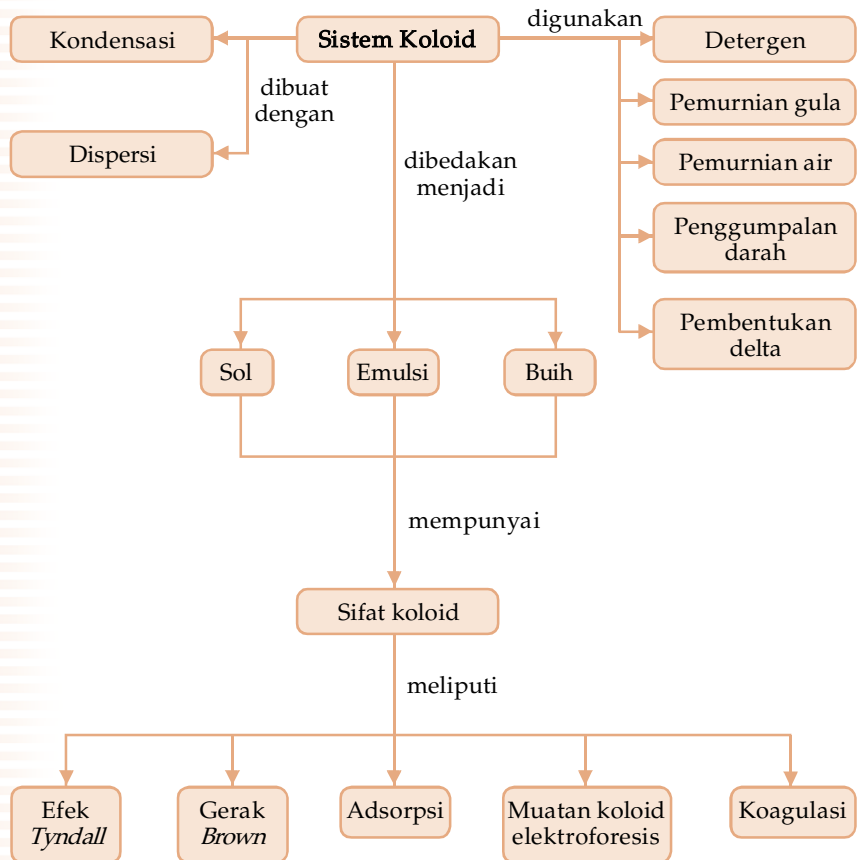 Kondensasi
Sistem Koloid
digunakan
Detergen
dibuat
dengan
Pemurnian gula
Dispersi
dibedakan
menjadi
Pemurnian air
Penggumpalan
darah
Pembentukan
delta
Sol
Emulsi
Buih
mempunyai
Sifat koloid
meliputi
Efek
Tyndall
Gerak
Brown
Adsorpsi
Muatan koloid
elektroforesis
Koagulasi